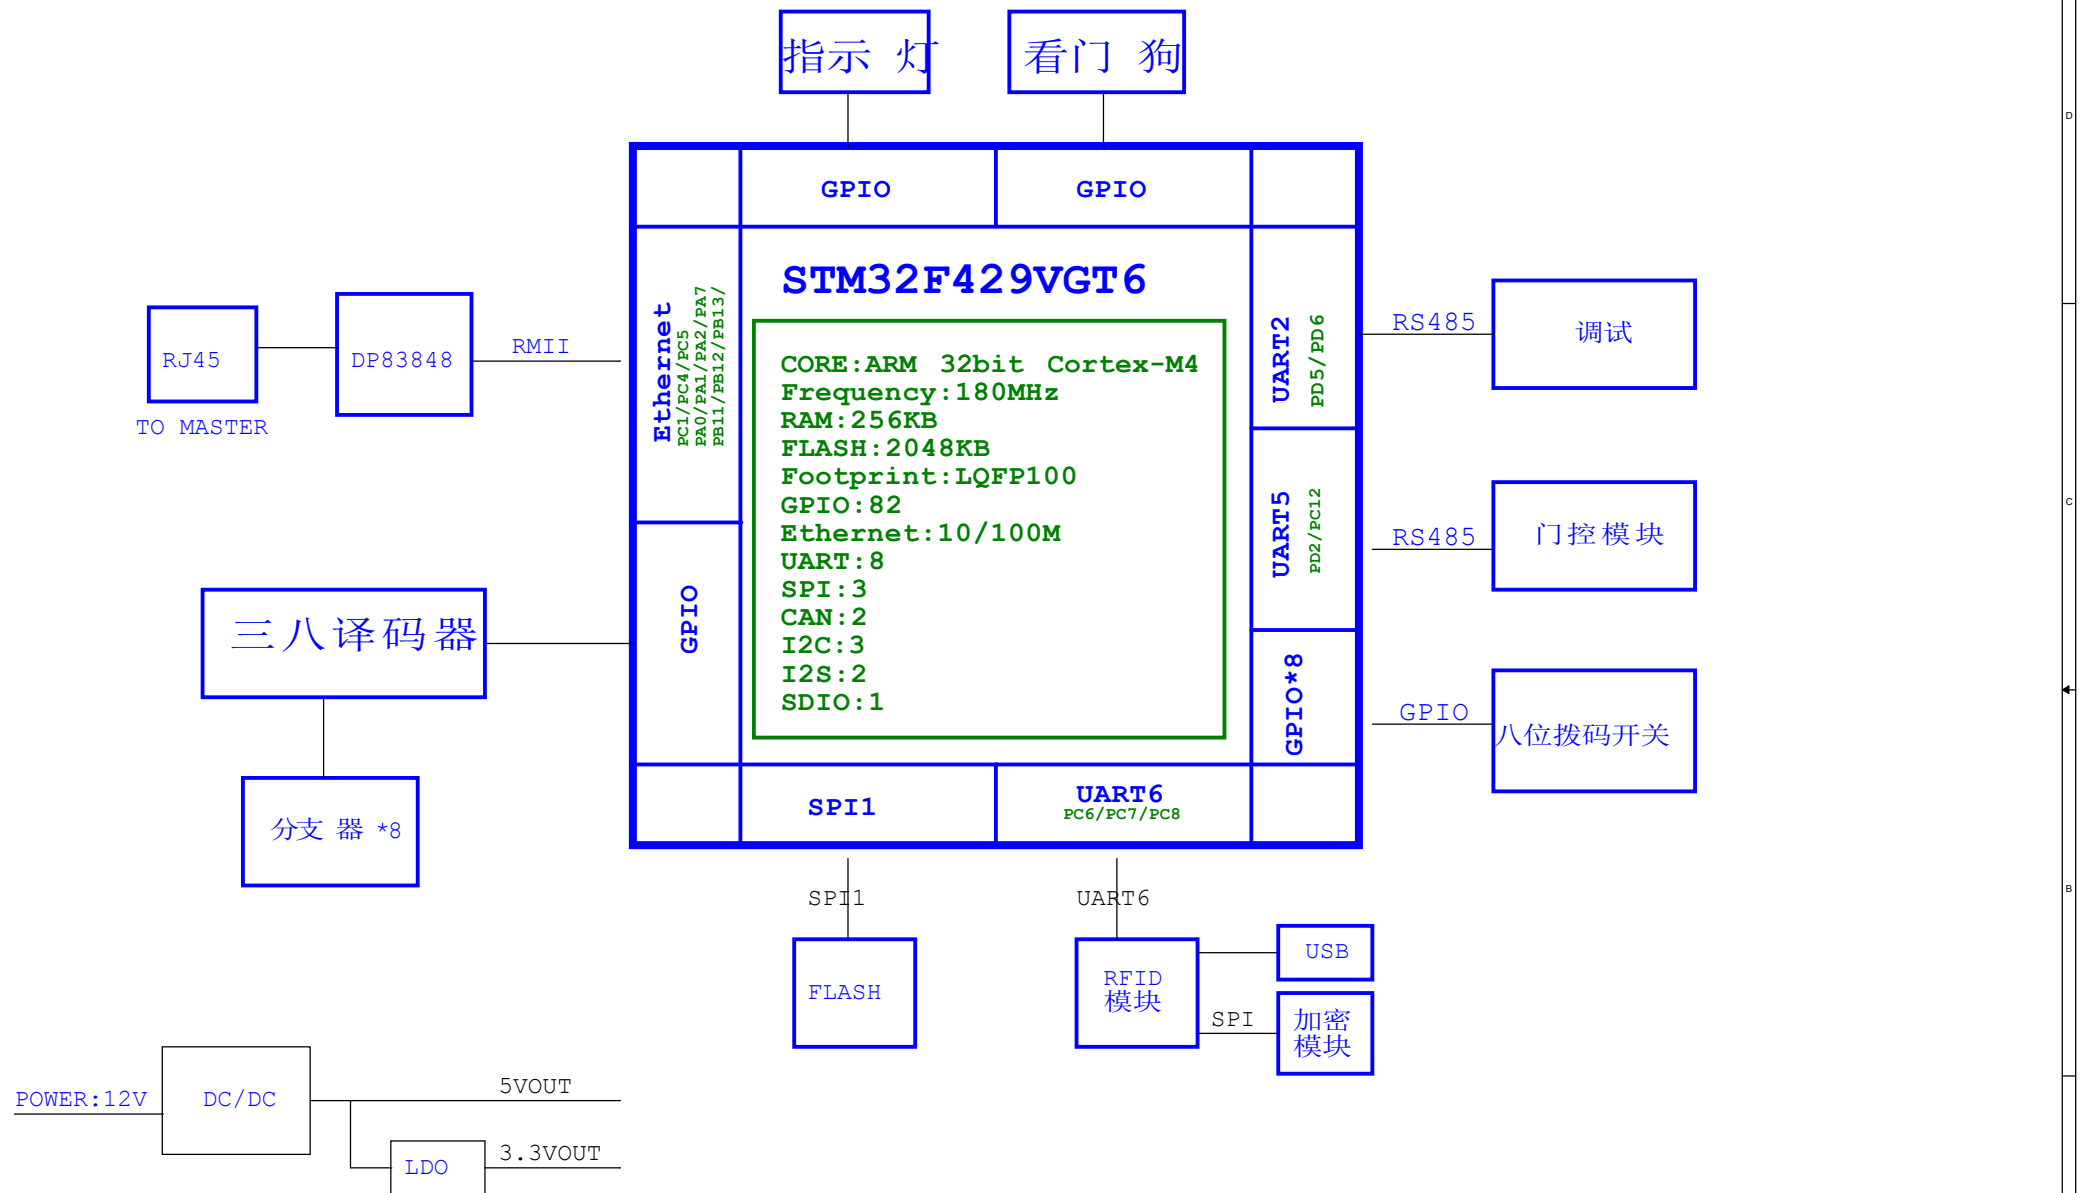 指示 灯
看门 狗
GPIO
GPIO
STM32F429VGT6
Ethernet
PC1/PC4/PC5
PA0/PA1/PA2/PA7
PB11/PB12/PB13/
CORE:ARM 32bit Cortex-M4
Frequency:180MHz
RAM:256KB
FLASH:2048KB
Footprint:LQFP100
GPIO:82
Ethernet:10/100M
UART:8
SPI:3
CAN:2
I2C:3
I2S:2
SDIO:1
UART2
PD5/PD6
RS485
调试
RJ45
DP83848
RMII
TO MASTER
UART5
PD2/PC12
RS485
门控模块
三八译码器
GPIO
GPIO*8
GPIO
八位拨码开关
分支 器 *8
SPI1
UART6
PC6/PC7/PC8
SPI1
UART6
FLASH
RFID
模块
USB
SPI
加密
模块
POWER:12V
DC/DC
5VOUT
LDO
3.3VOUT
D
C
B